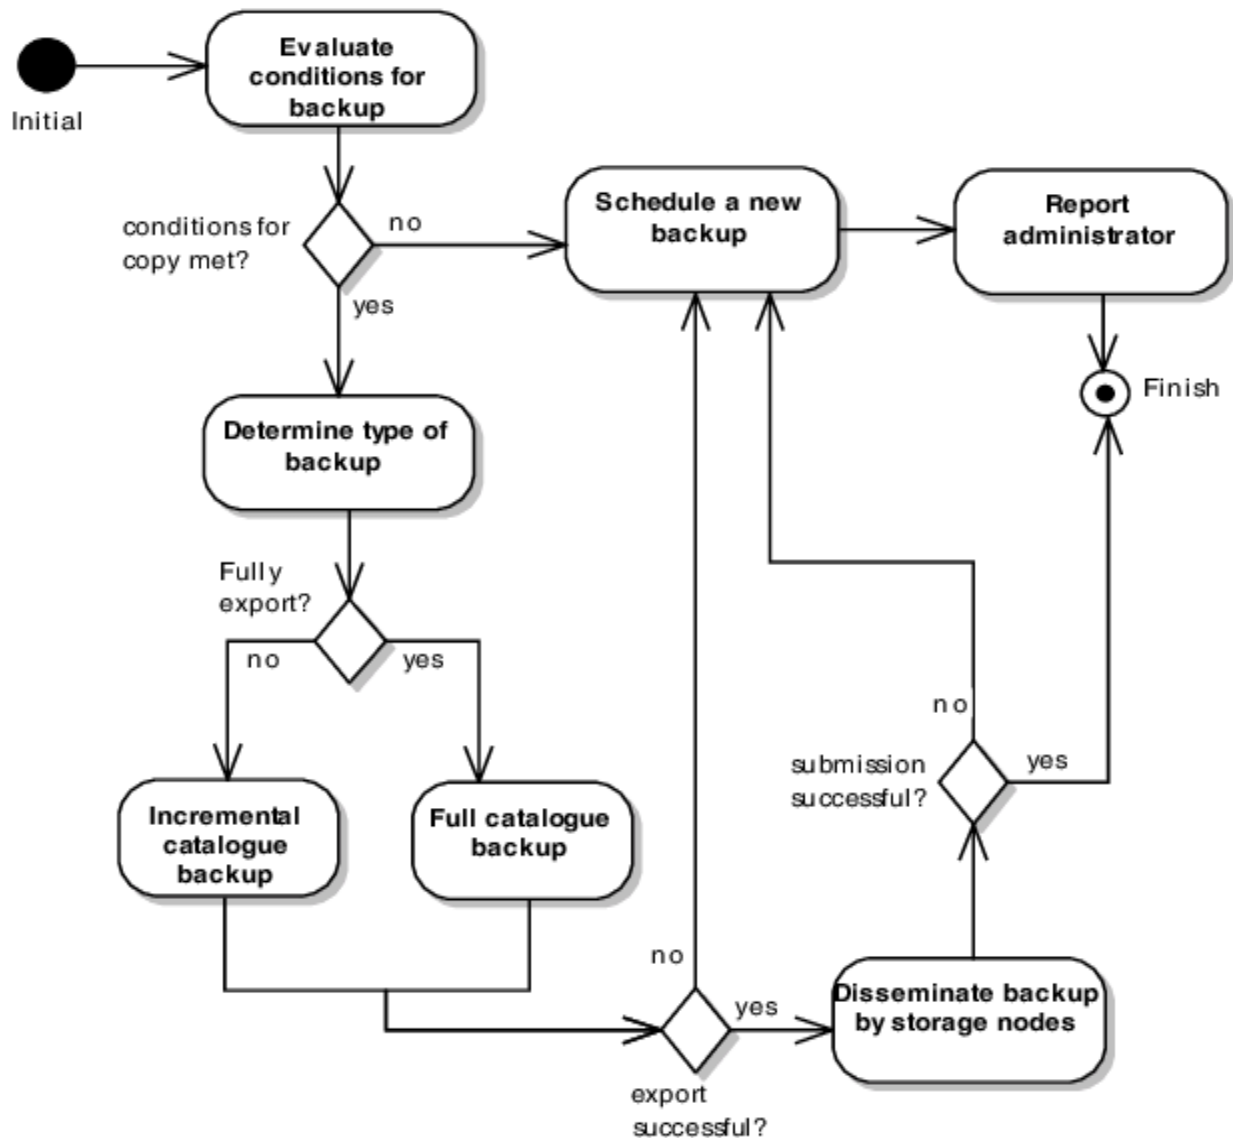 Evaluate
conditions for
backup
Initial
conditions for
copy met?
no
yes
Schedule a new
backup
Report
administrator
Finish
Determine type of
backup
Fully
export?
no
yes
Incremental
catalogue
backup
Full catalogue
backup
no
submission
successful?
yes
no
yes
Disseminate backup
by storage nodes
export
successful?